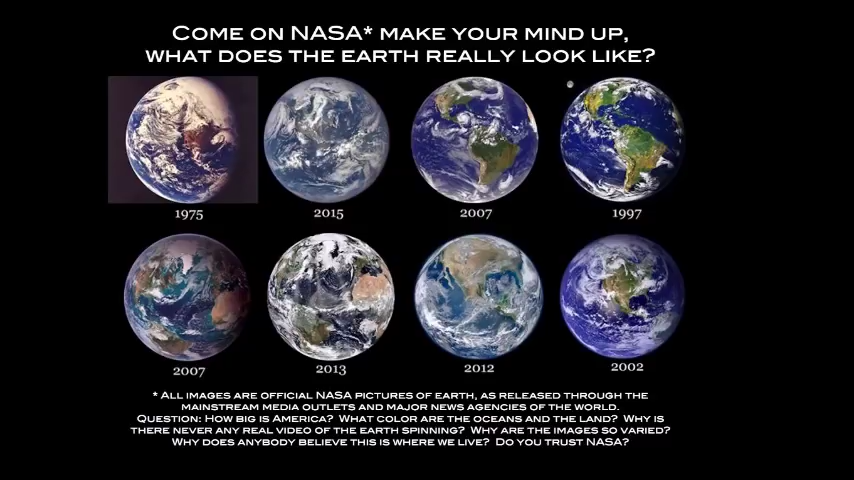 Come on NASA* make your mind up,
what does the earth really look like?
1975
2015
2007
1997
2007
2013
2012
2002
* All images are official NASA pictures of earth, as released through the
mainstream media outlets and major news agencies of the world.
Question: How big is America? What color are the oceans and the land? Why is
there never any real video of the earth spinning? Why are the images so varied?
Why does anybody believe this is where we live? Do you trust NASA?